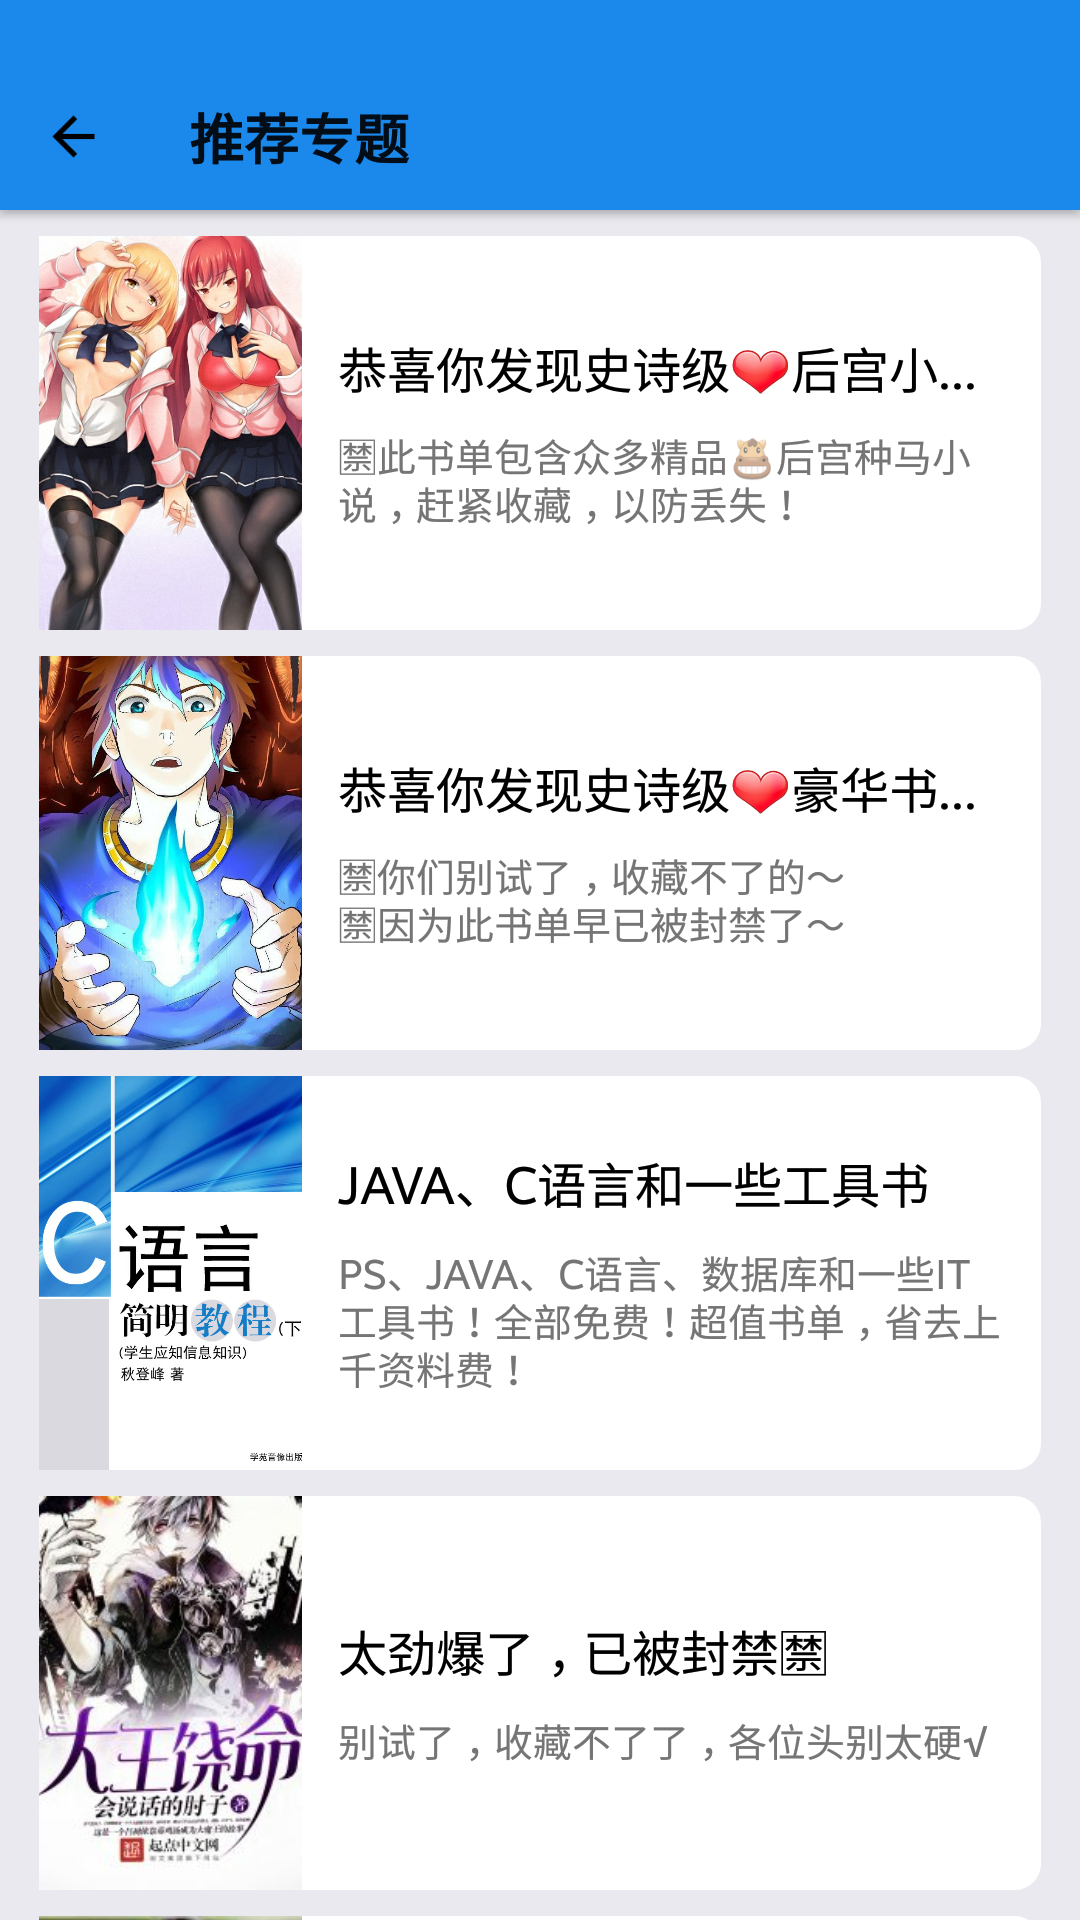 推荐专题
恭喜你发现史诗级❤后宫小...
🈲此书单包含众多精品🐴后宫种马小
说，赶紧收藏，以防丢失！
恭喜你发现史诗级❤豪华书...
🈲你们别试了，收藏不了的～
🈲因为此书单早已被封禁了～
C
语言
简明教程(下
(学生应知信息知识)
秋登峰 著
学苑音像出版
JAVA、C语言和一些工具书
PS、JAVA、C语言、数据库和一些IT
工具书！全部免费！超值书单，省去上
千资料费！
大王饶命
会说话的肘子 著
起点中文网
太劲爆了，已被封禁🈲
别试了，收藏不了了，各位头别太硬√